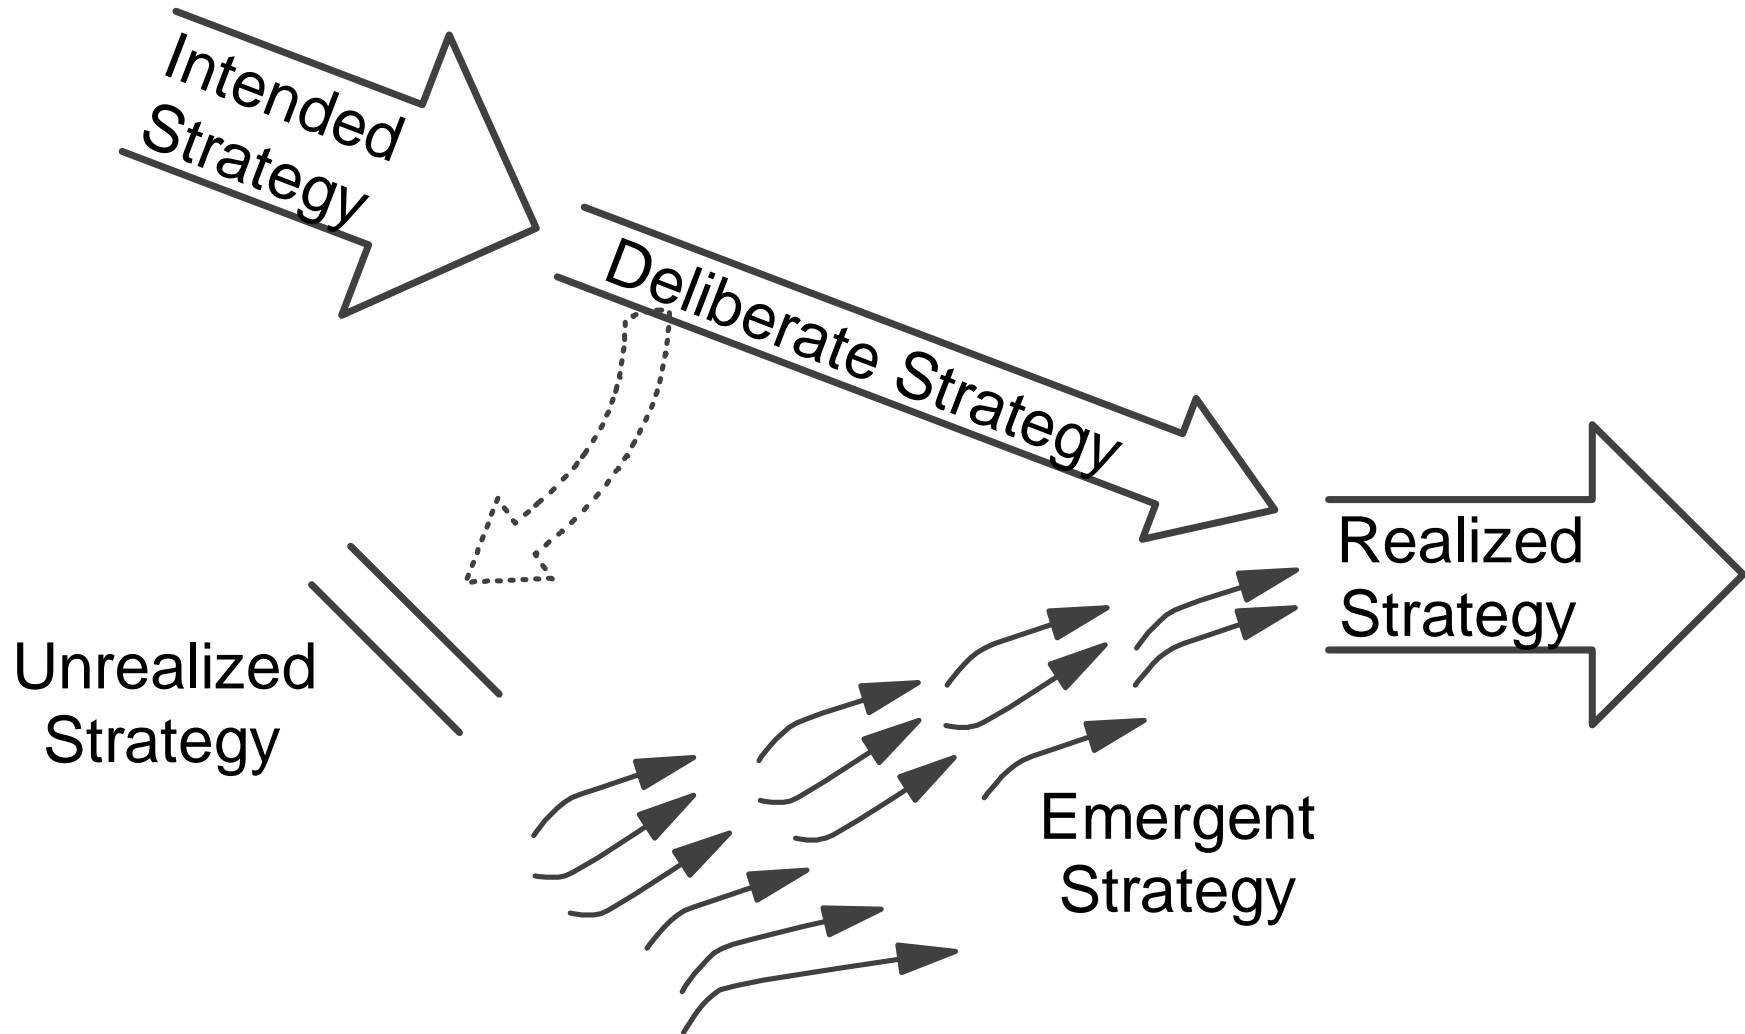 Intended
Strategy
Deliberate Strategy
Realized
Strategy
Unrealized
Strategy
Emergent
Strategy